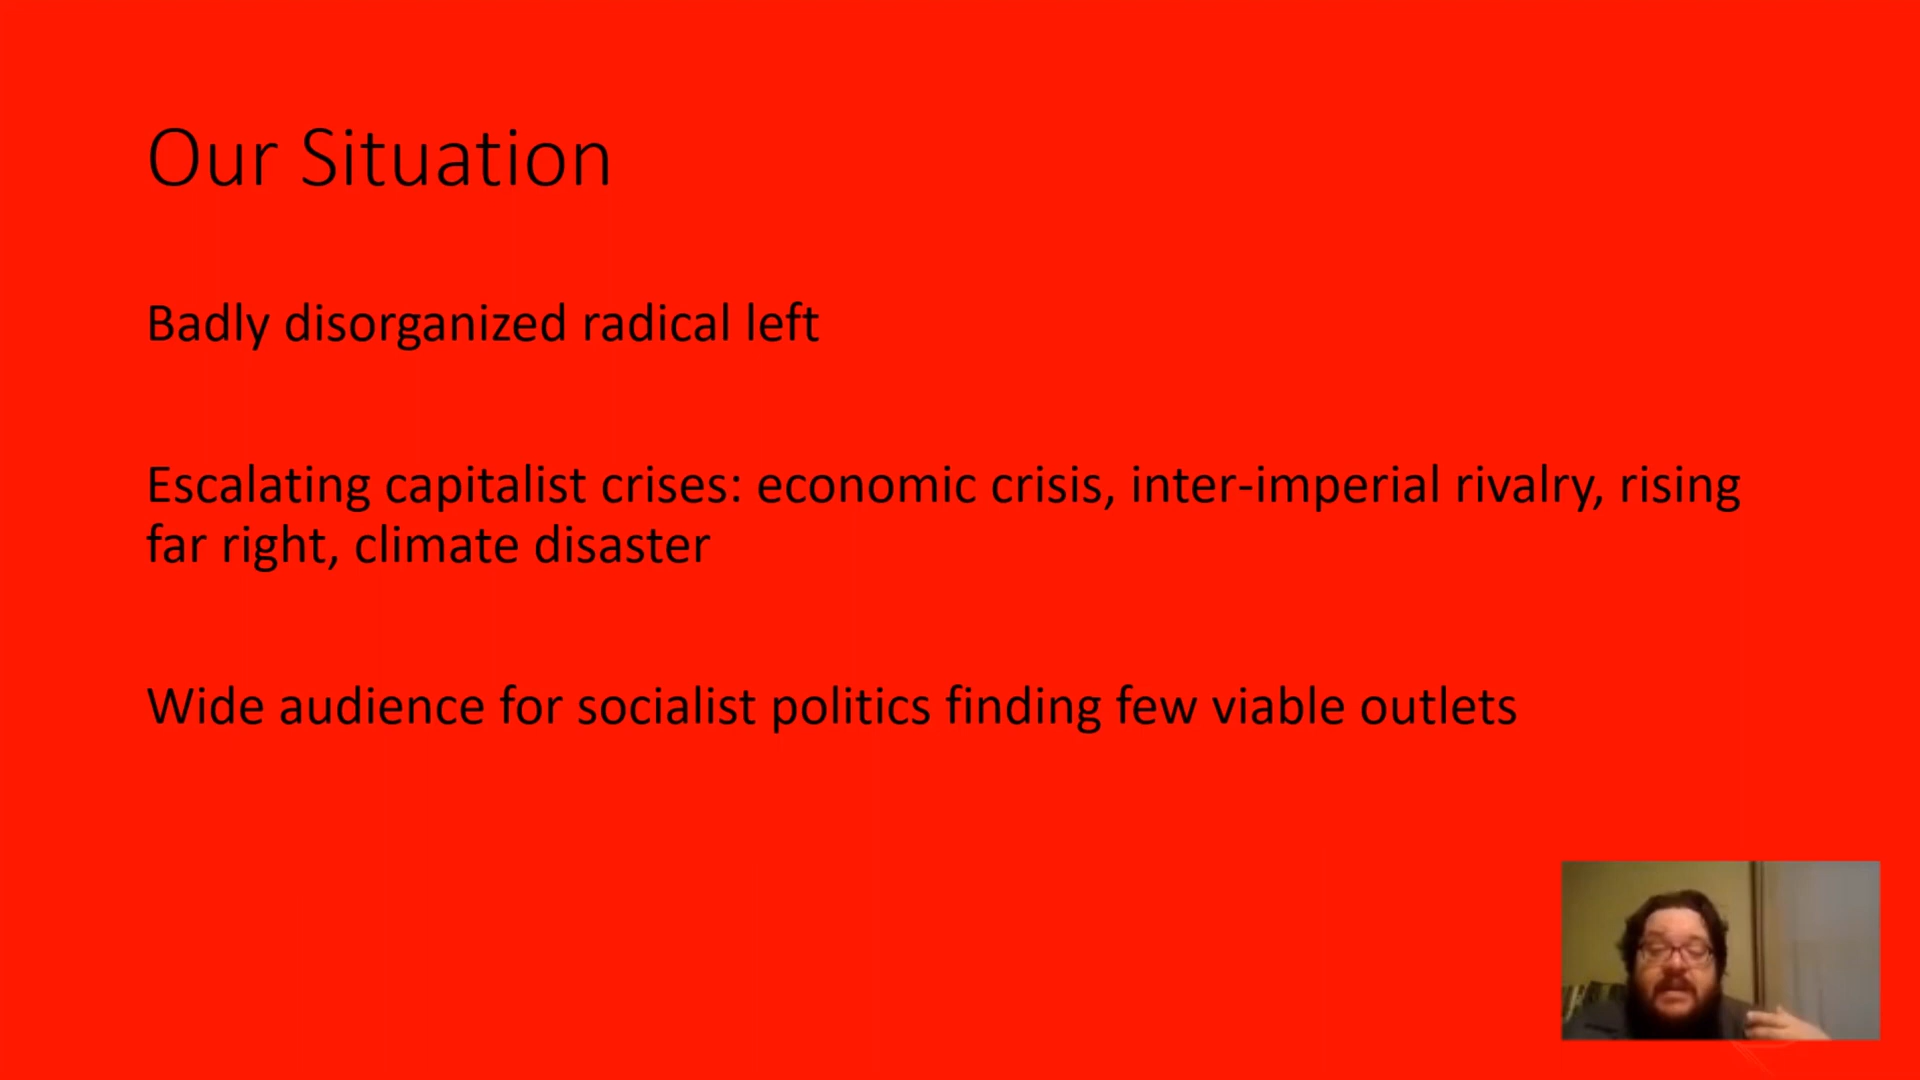 Our Situation
Badly disorganized radical left
Escalating capitalist crises: economic crisis, inter-imperial rivalry, rising
far right, climate disaster
Wide audience for socialist politics finding few viable outlets